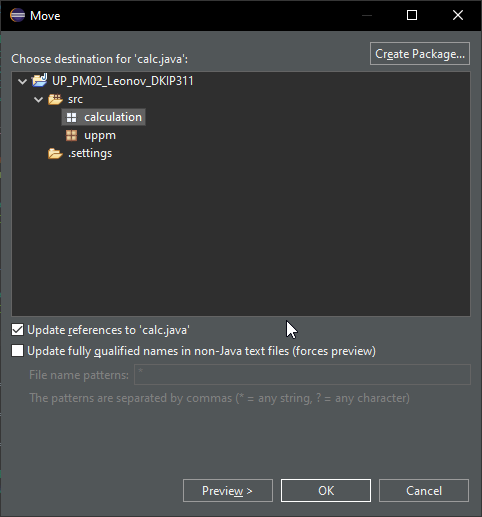 Move
Create Package...
Choose destination for 'calc.java':
UP_PM02_Leonov_DKIP311
src
calculation
uppm
.settings
Update references to 'calc.java'
Update fully qualified names in non-Java text files (forces preview)
File name patterns: *
The patterns are separated by commas (* = any string, ? = any character)
Preview > OK Cancel